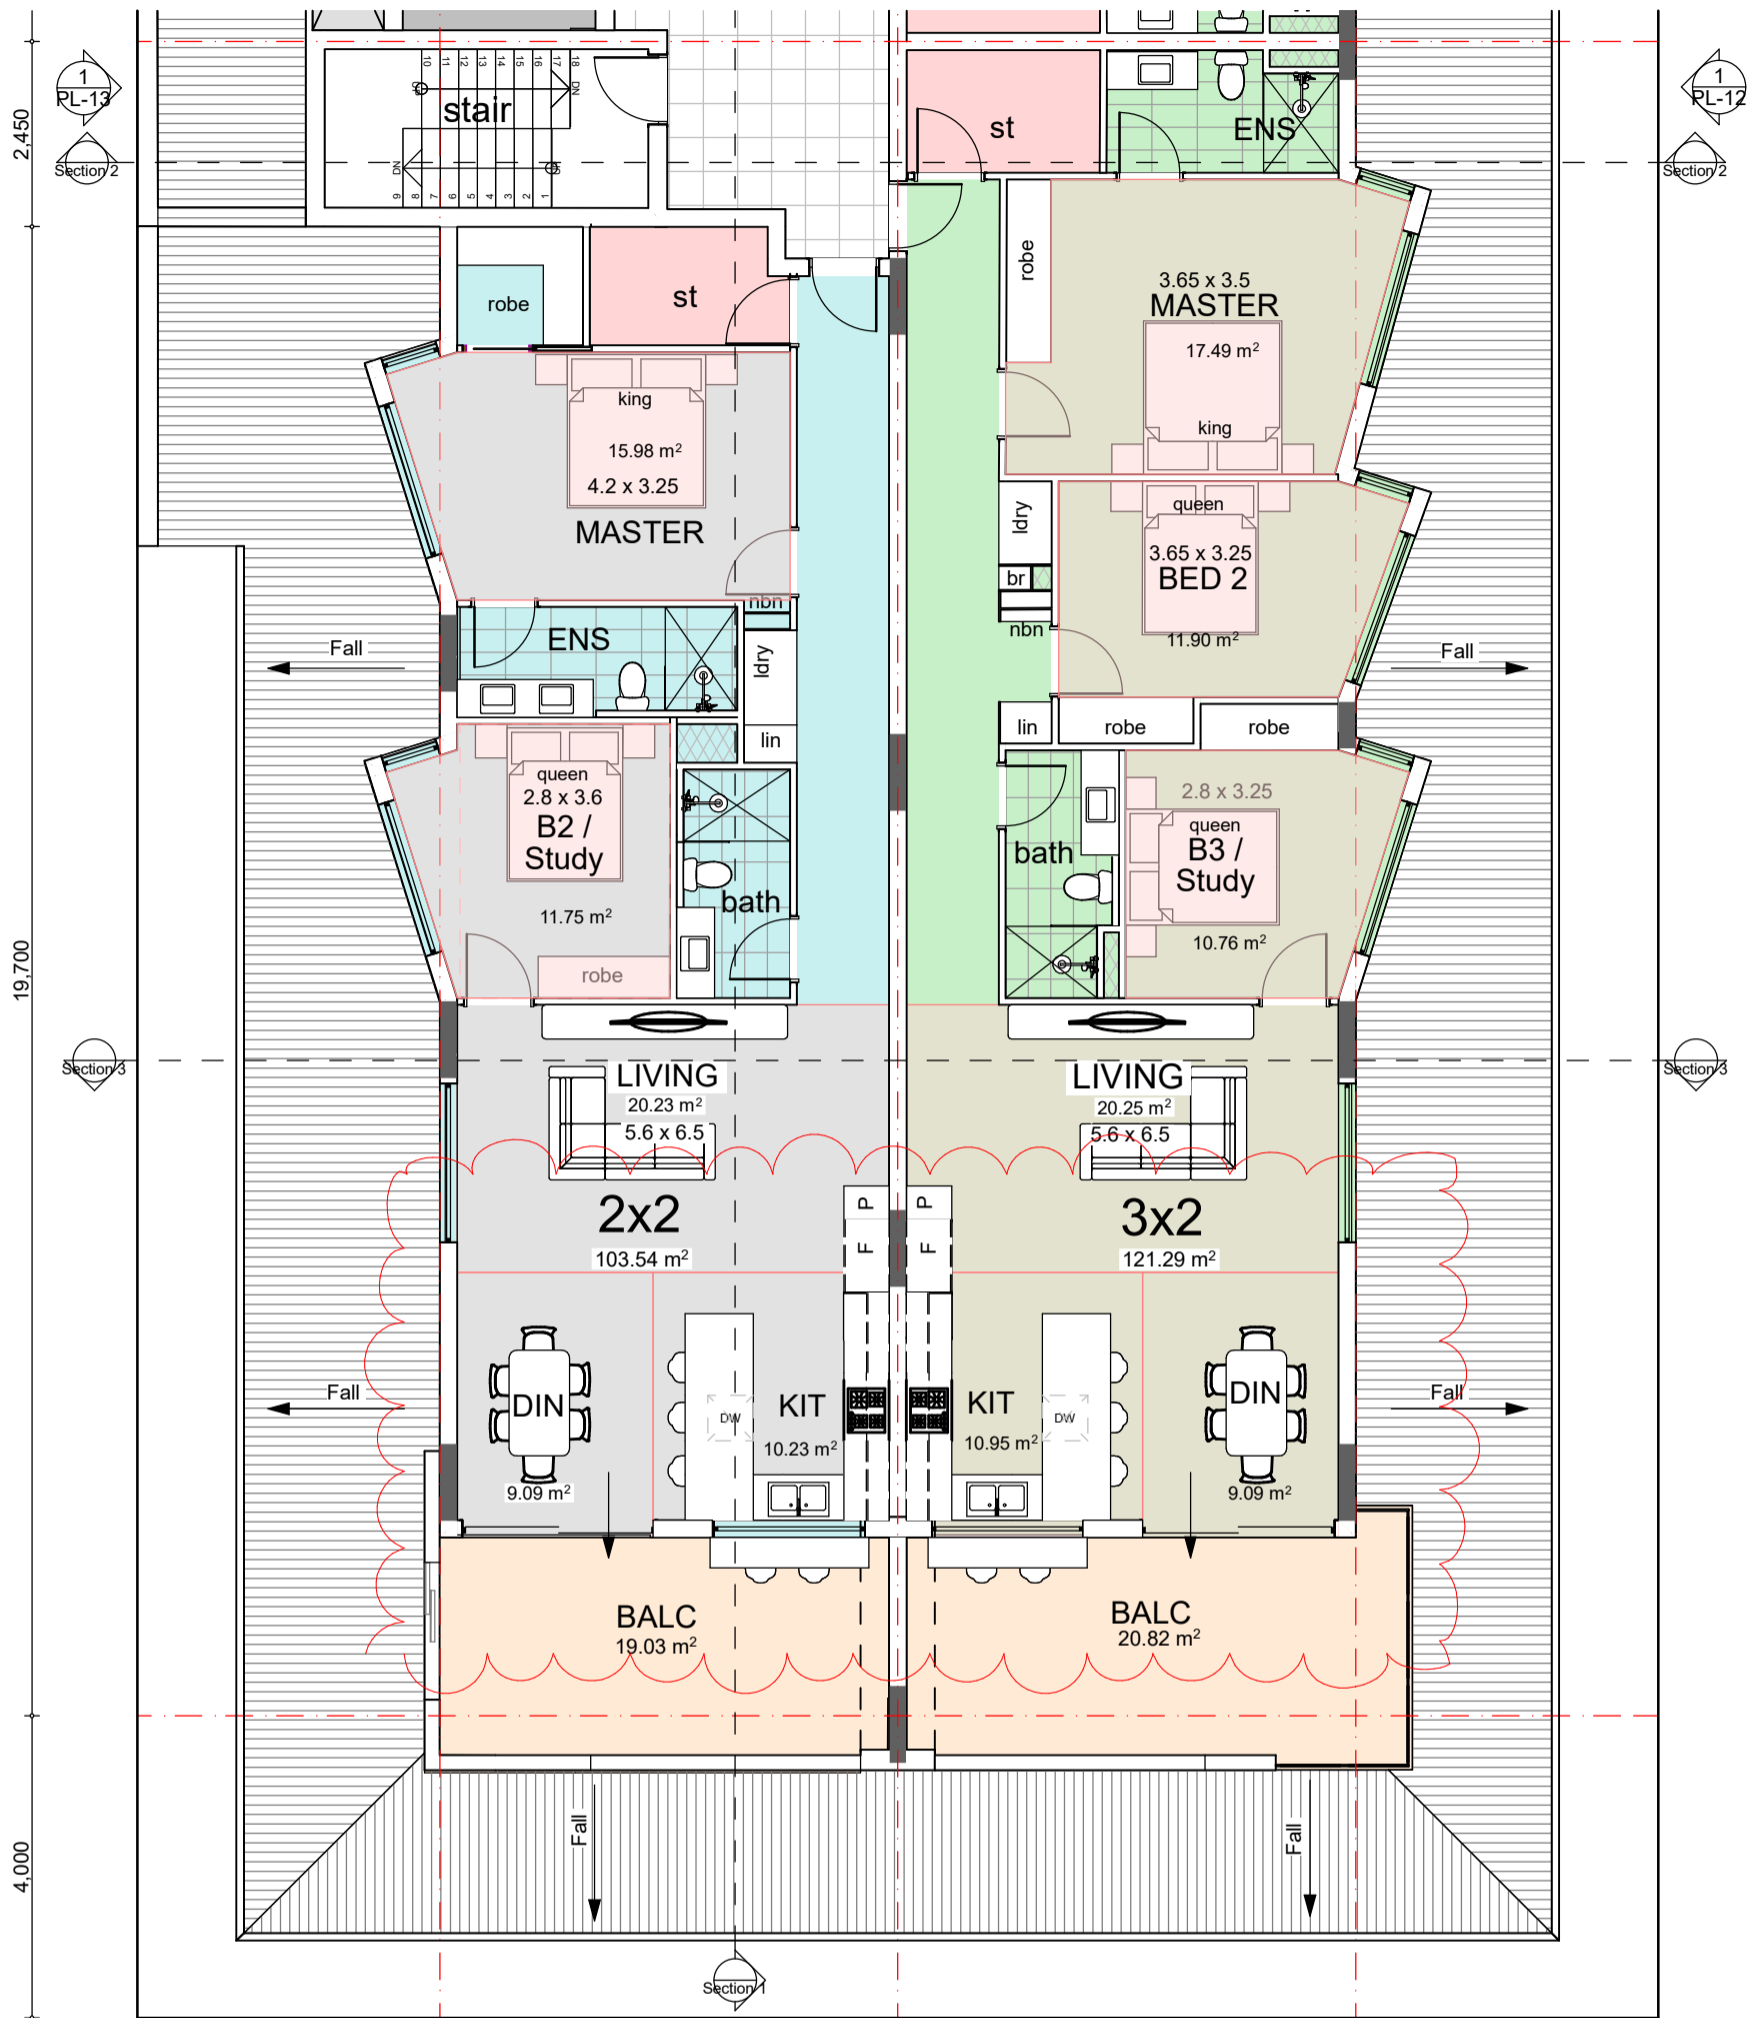 1
PL-13
Section 2
2,450
19,700
4,000
10
11
12
13
14
15
16
17
18
UP
DN
stair
DN
UP
9
8
7
6
5
4
3
2
1
st
ENS
1
PL-12
Section 2
robe
st
robe
3.65 x 3.5
MASTER
17.49 m²
king
king
15.98 m²
4.2 x 3.25
MASTER
ldry
br
nbn
queen
3.65 x 3.25
BED 2
11.90 m²
nbn
ENS
ldry
lin
Fall
Fall
lin
robe
robe
queen
2.8 x 3.6
B2 /
Study
11.75 m²
robe
bath
bath
2.8 x 3.25
queen
B3 /
Study
10.76 m²
Section 3
Section 3
LIVING
20.23 m²
5.6 x 6.5
LIVING
20.25 m²
5.6 x 6.5
2x2
103.54 m²
P
F
P
F
3x2
121.29 m²
Fall
DIN
9.09 m²
DW
KIT
10.23 m²
KIT
10.95 m²
DW
DIN
9.09 m²
Fall
BALC
19.03 m²
BALC
20.82 m²
Fall
Fall
Section 1